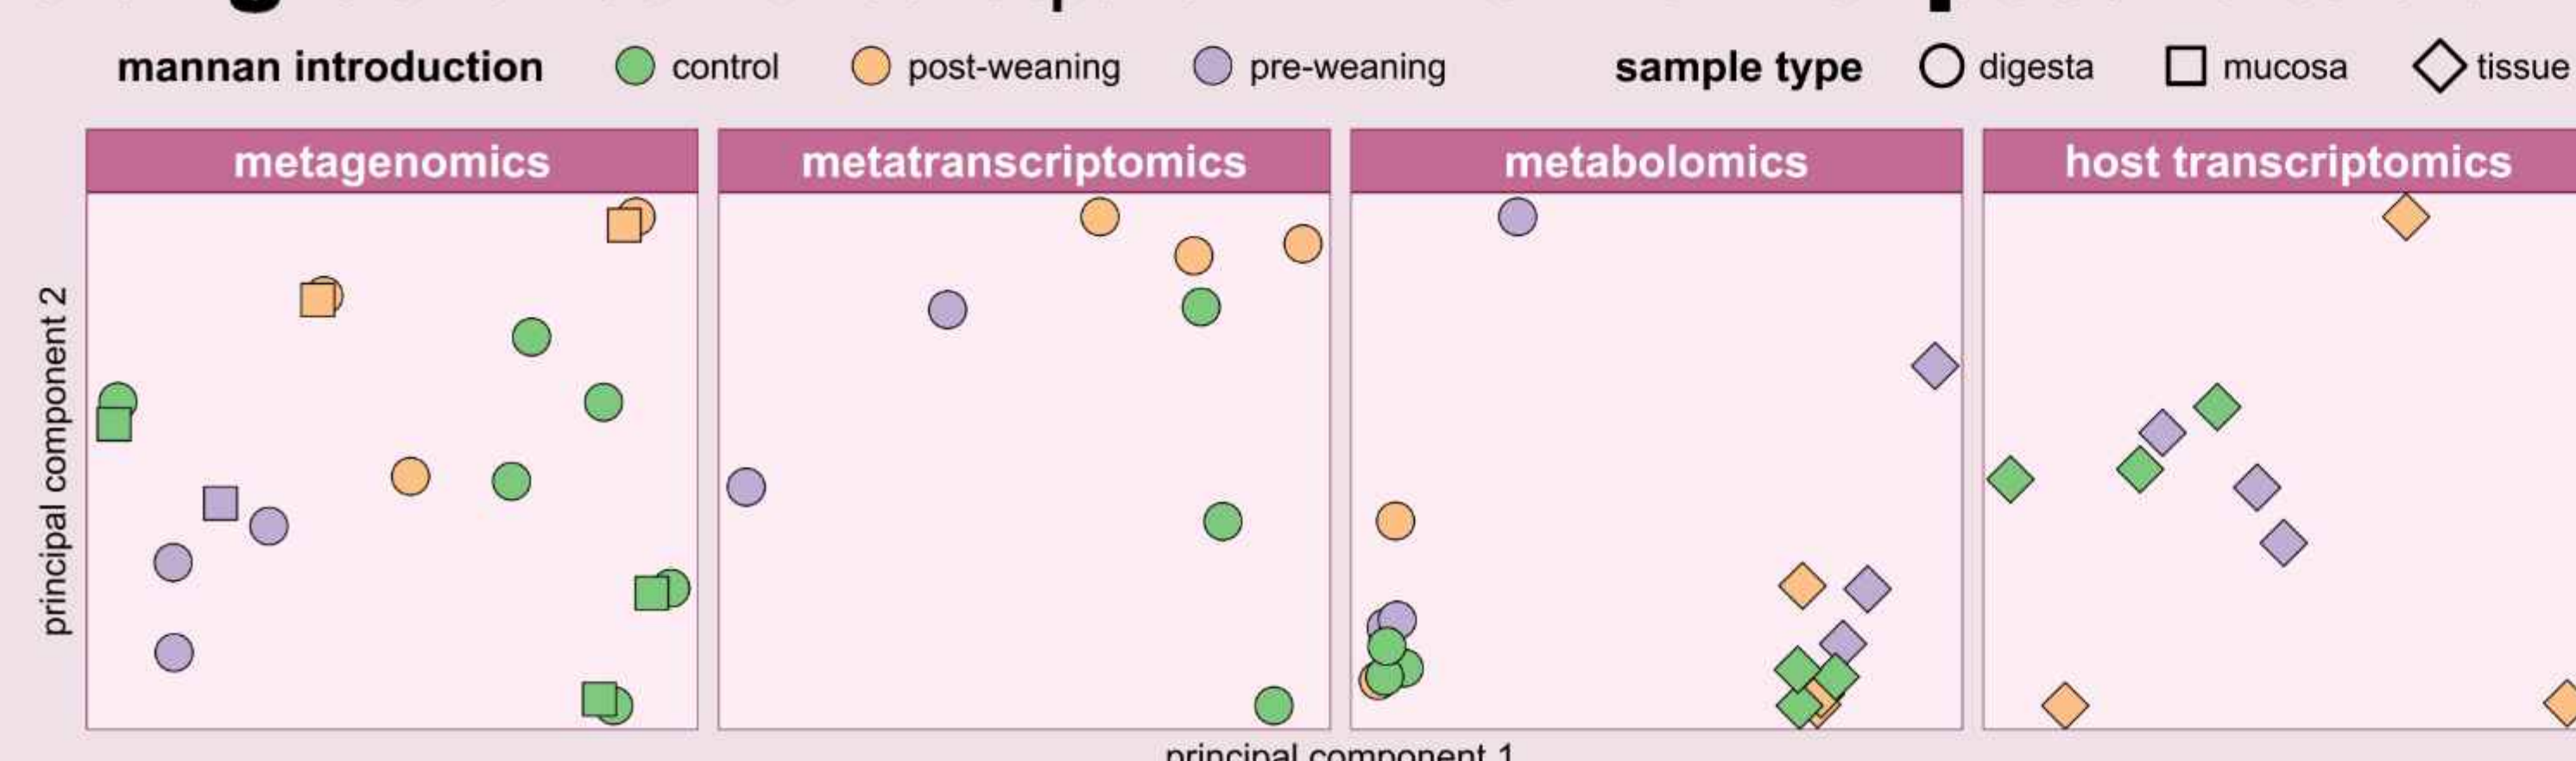 mannan introduction control post-weaning pre-weaning sample type digesta mucosa tissue
metagenomics metatranscriptomics metabolomics host transcriptomics
principal component 2
principal component 1